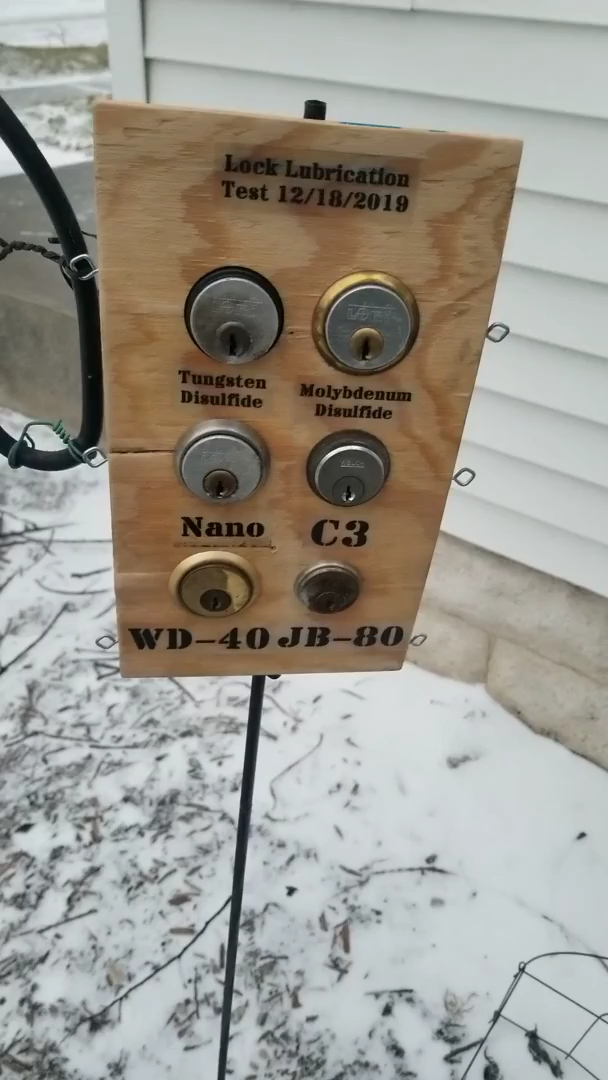 Lock Lubrication
Test 12/18/2019
Tungsten
Disulfide
Molybdenum
Disulfide
Nano
C3
WD-40
JB-80